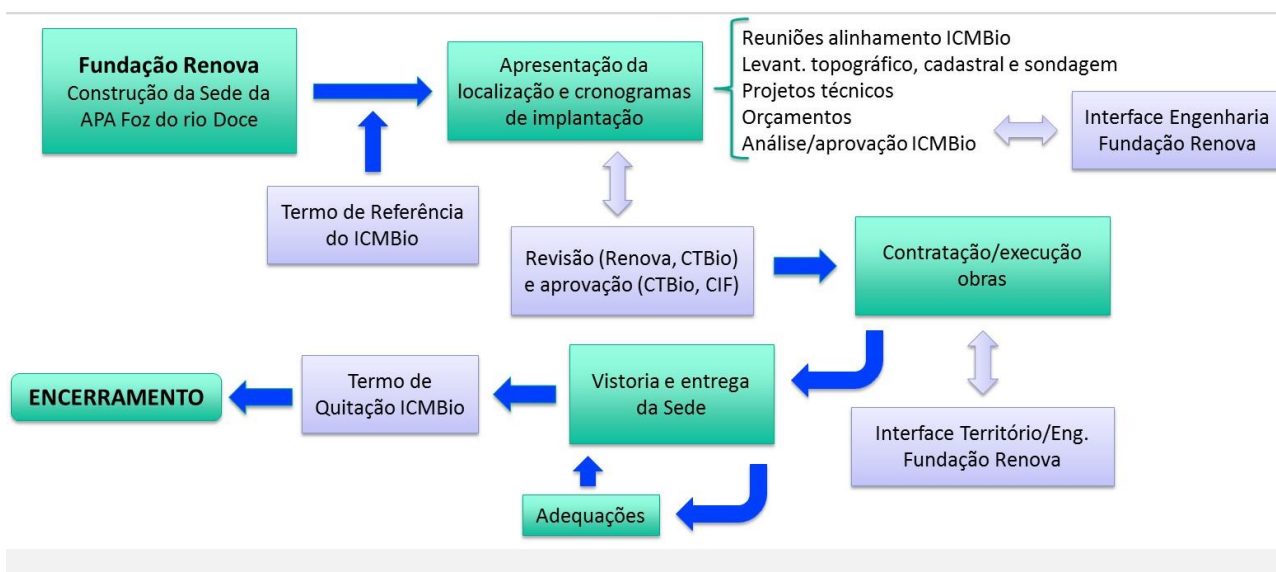 Fundação Renova
Construção da Sede da
APA Foz do rio Doce
Termo de Referência
do ICMBio
Apresentação da
localização e cronogramas
de implantação
Reuniões alinhamento ICMBio
Levant. topográfico, cadastral e sondagem
Projetos técnicos
Orçamentos
Análise/aprovação ICMBio
Interface Engenharia
Fundação Renova
Revisão (Renova, CTBio)
e aprovação (CTBio, CIF)
Contratação/execução
obras
Interface Território/Eng.
Fundação Renova
Vistoria e entrega
da Sede
Adequações
Termo de
Quitação ICMBio
ENCERRAMENTO